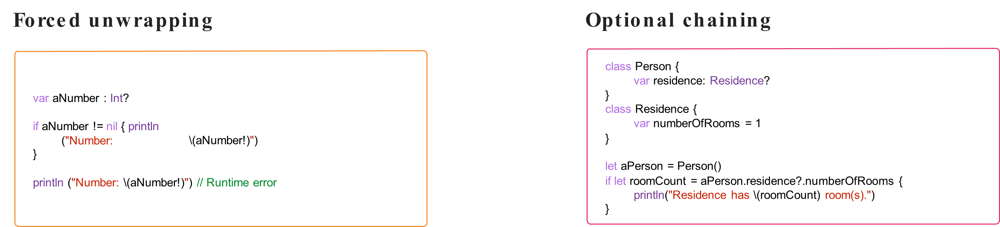 Forced unwrapping
var aNumber : Int?
if aNumber != nil { println
("Number: \(aNumber!)")
}
println ("Number: \(aNumber!)") // Runtime error
Optional chaining
class Person {
var residence: Residence?
}
class Residence {
var numberOfRooms = 1
}
let aPerson = Person()
if let roomCount = aPerson.residence?.numberOfRooms {
println("Residence has \(roomCount) room(s).")
}